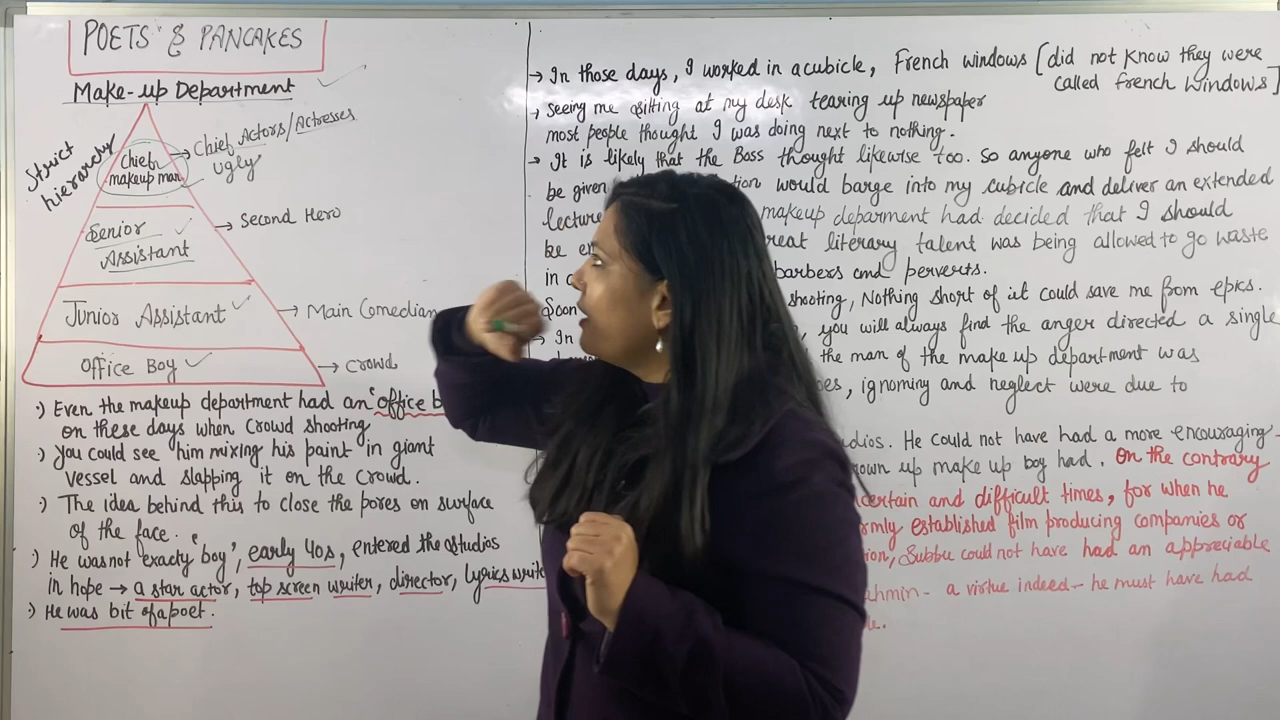 POETS & PANCAKES
Make-up Department
Strict hierarchy
Chief makeup man
Chief Actors/Actresses
ugly
Senior Assistant
Second Hero
Junior Assistant
Main Comedian
Office Boy
Crowd
:) Even the makeup department had an 'office b
on these days when Crowd shooting
:) You could see him mixing his paint in giant
vessel and slapping it on the crowd.
:) The idea behind this to close the pores on surface
of the face.
:) He was not 'exactly boy', early 40s, entered the studios
in hope → a star actor, top screen writer, director, lyrics write
:) He was bit of a poet.
→ In those days, I worked in a cubicle, French windows [did not know they were
called french Windows]
→ Seeing me sitting at my desk tearing up newspaper
most people thought I was doing next to nothing.
→ It is likely that the Boss thought likewise too. So anyone who felt I should
be given tion would barge into my cubicle and deliver an extended
lecture makeup deparment had decided that I should
be en reat literary talent was being allowed to go waste
in barbers and perverts.
Soon shooting, Nothing short of it could save me from epics.
→ In you will always find the anger directed a single
the man of the make up department was
oes, ignominy and neglect were due to
udios. He could not have had a more encouraging
own up make up boy had. On the contrary
certain and difficult times, for when he
rmly established film producing companies or
tion, Subbu could not have had an appreciable
ahmin - a virtue indeed - he must have had
e.